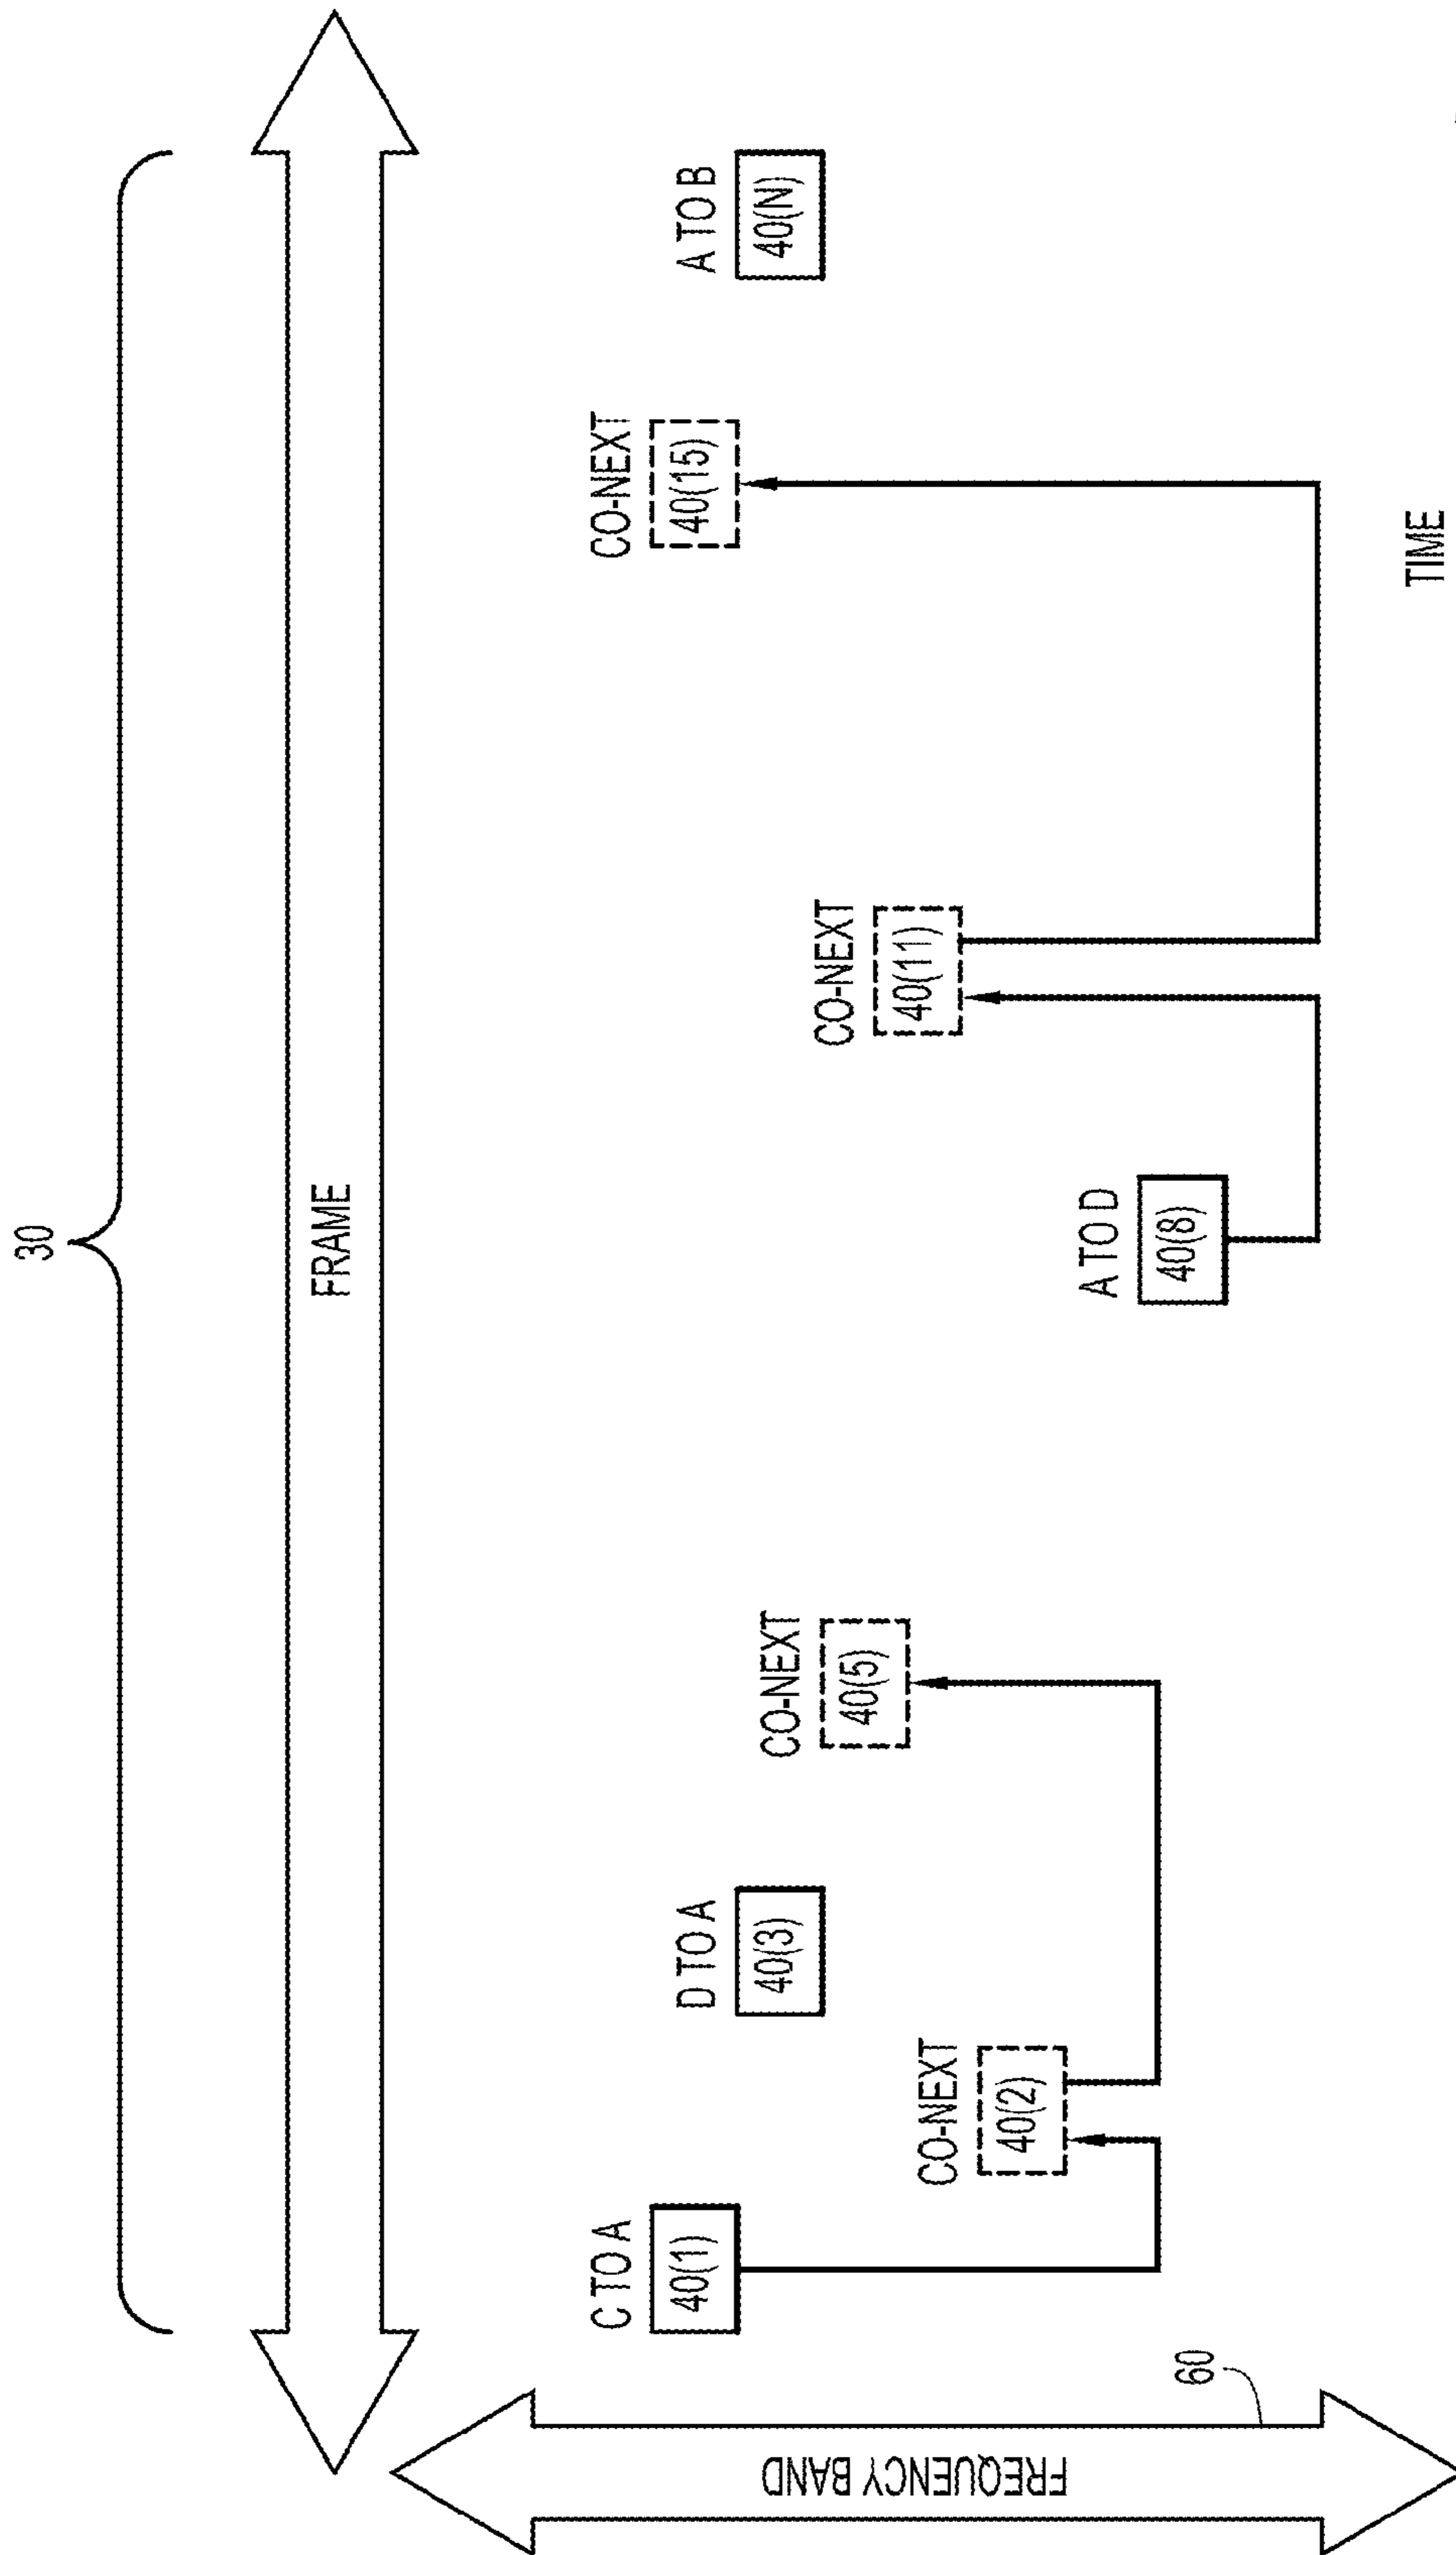 30
FRAME
C TO A
40(1)
CO-NEXT
40(2)
D TO A
40(3)
CO-NEXT
40(5)
A TO D
40(8)
CO-NEXT
40(11)
CO-NEXT
40(15)
A TO B
40(N)
FREQUENCY BAND
60
TIME